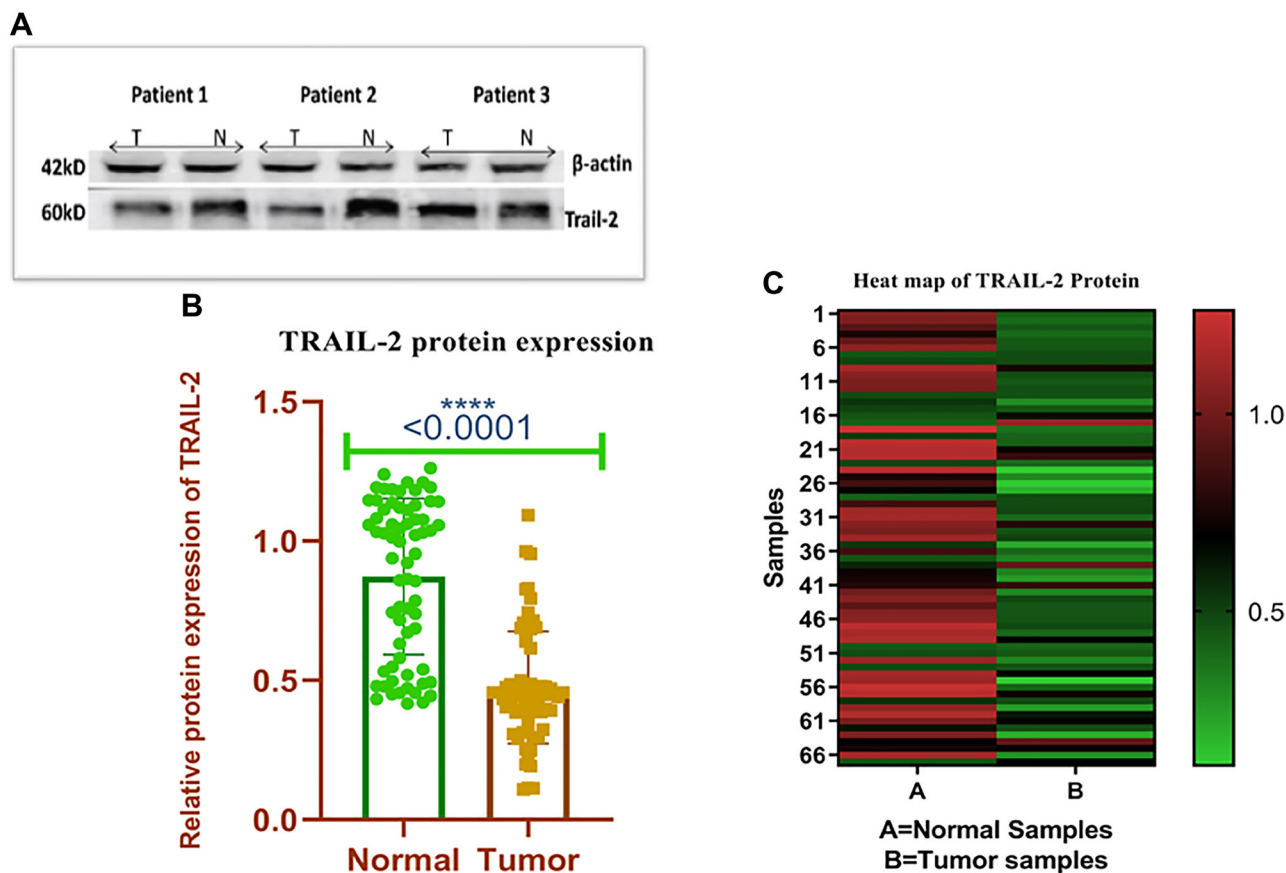 A
Patient 1 Patient 2 Patient 3
T N T N T N
42kD β-actin
60kD Trail-2
B
TRAIL-2 protein expression
Relative protein expression of TRAIL-2
1.5
1.0
0.5
0.0
****
<0.0001
Normal Tumor
C
Heat map of TRAIL-2 Protein
Samples
1
6
11
16
21
26
31
36
41
46
51
56
61
66
A B
1.0
0.5
A=Normal Samples
B=Tumor samples